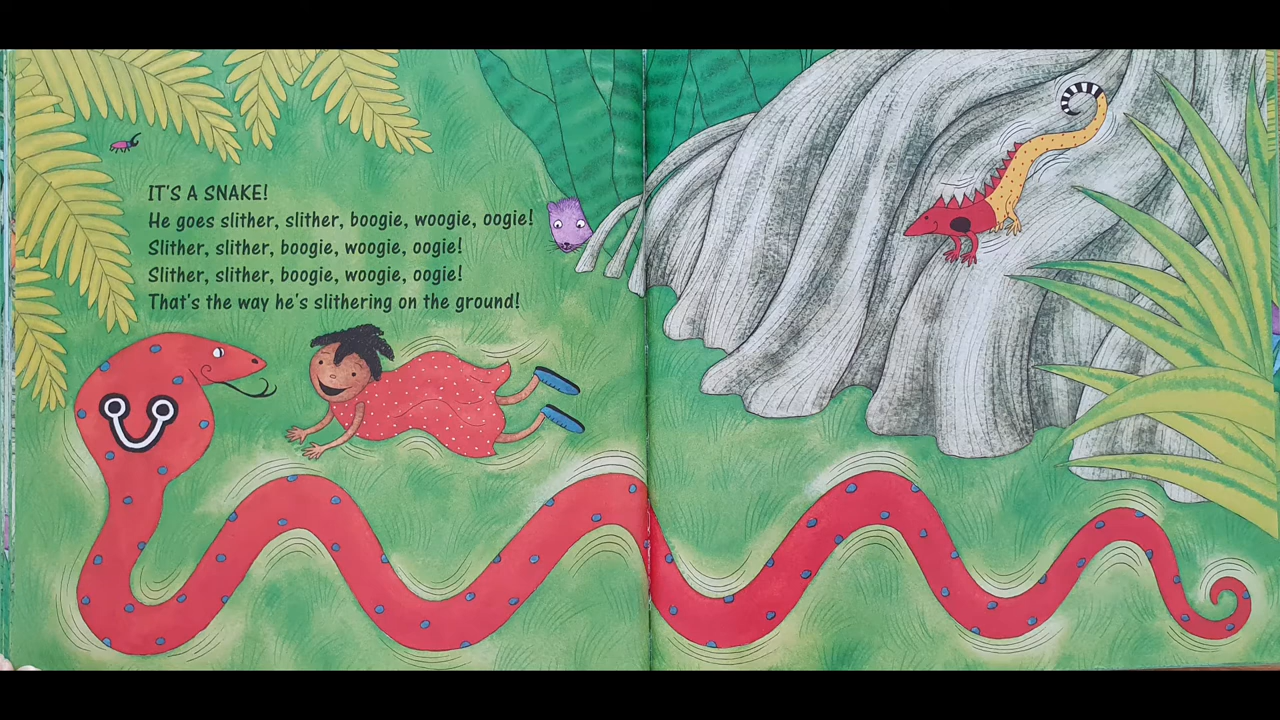 IT'S A SNAKE!
He goes slither, slither, boogie, woogie, oogie!
Slither, slither, boogie, woogie, oogie!
Slither, slither, boogie, woogie, oogie!
That's the way he's slithering on the ground!